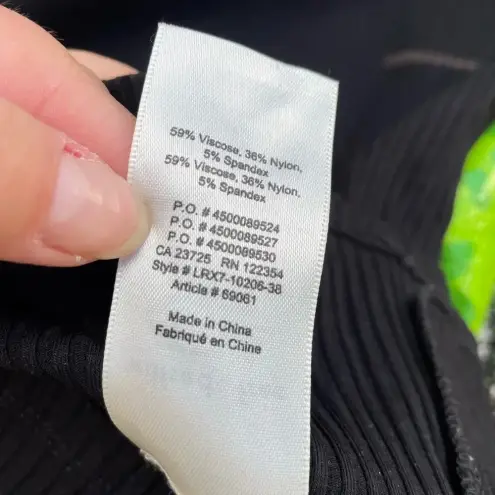 59% Viscose, 36% Nylon,
5% Spandex
59% Viscose, 36% Nylon,
5% Spandex
P.O. # 4500089524
P.O. # 4500089527
P.O. # 4500089530
CA 23725 RN 122354
Style # LRX7-10206-38
Article # 69061
Made in China
Fabriqué en Chine